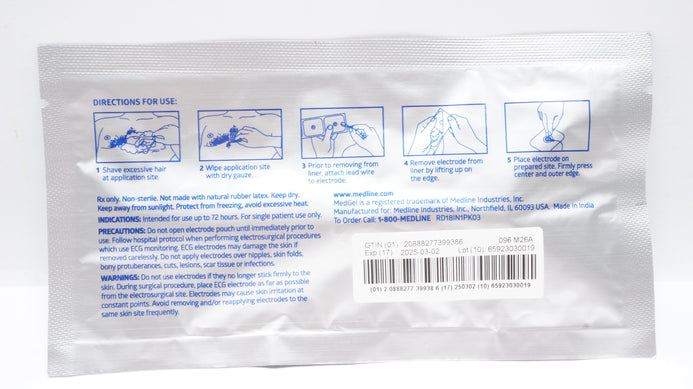 DIRECTIONS FOR USE:
1 Shave excessive hair
at application site.
2 Wipe application site
with dry gauze.
3 Prior to removing from
liner, attach lead wire
to electrode.
4 Remove electrode from
liner by lifting up on
the edge.
5 Place electrode on
prepared site. Firmly press
center and outer edge.
Rx only. Non-sterile. Not made with natural rubber latex. Keep dry.
Keep away from sunlight. Protect from freezing, avoid excessive heat.
INDICATIONS: Intended for use up to 72 hours. For single patient use only.
PRECAUTIONS: Do not open electrode pouch until immediately prior to
use. Follow hospital protocol when performing electrosurgical procedures
which use ECG monitoring. ECG electrodes may damage the skin if
removed carelessly. Do not apply electrodes over nipples, skin folds,
bony protuberances, cuts, lesions, scar tissue or infections.
WARNINGS: Do not use electrodes if they no longer stick firmly to the
skin. During surgical procedure, place ECG electrode as far as possible
from the electrosurgical site. Electrodes may cause skin irritation at
constant points. Avoid removing and/or reapplying electrodes to the
same skin site frequently.
www.medline.com
MedGel is a registered trademark of Medline Industries, Inc.
Manufactured for: Medline Industries, Inc., Northfield, IL 60093 USA. Made in India
To Order Call: 1-800-MEDLINE RD18IN1PK03
GTIN (01) 20888277399386 096 M26A
Exp (17) 2025-03-02 Lot (10) 65923030019
(01) 2 0888277 39938 6 (17) 250302 (10) 65923030019